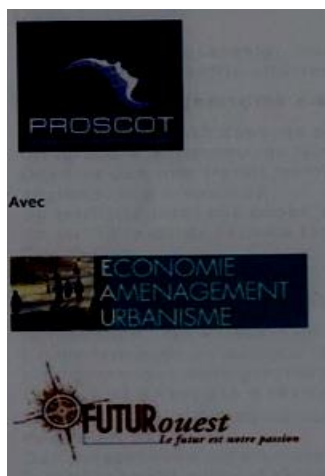 PROSCOT
Avec
ECONOMIE
AMENAGEMENT
URBANISME
FUTURouest
Le futur est notre passion